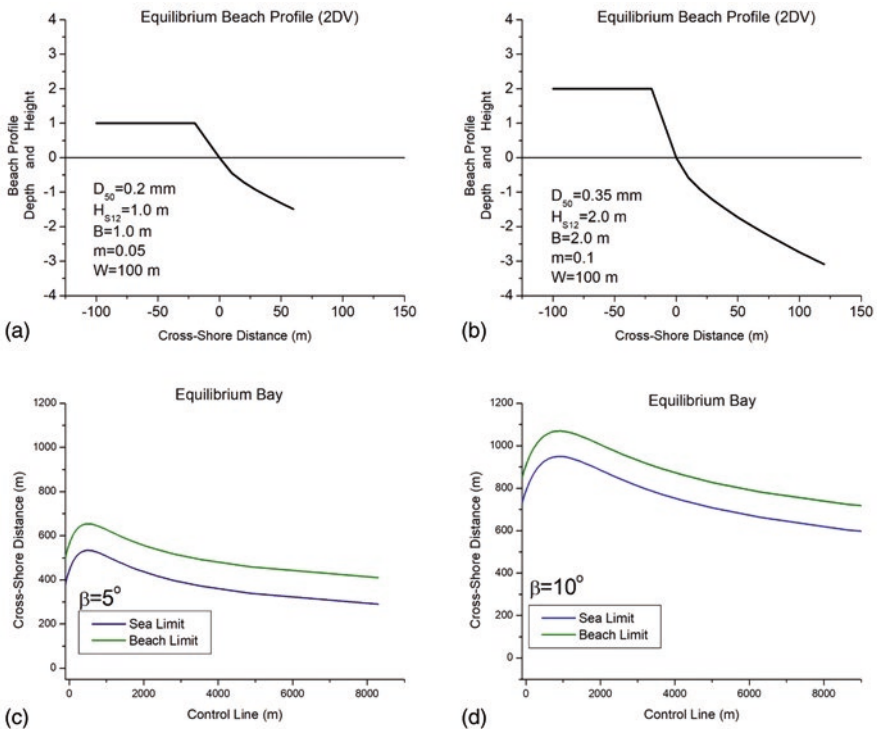 Equilibrium Beach Profile (2DV)
4
3
2
1
0
-1
-2
-3
-4
Beach Profile
Depth and Height
D50=0.2 mm
HS12=1.0 m
B=1.0 m
m=0.05
W=100 m
-100 -50 0 50 100 150
Cross-Shore Distance (m)
(a)
Equilibrium Beach Profile (2DV)
4
3
2
1
0
-1
-2
-3
-4
Beach Profile
Depth and Height
D50=0.35 mm
HS12=2.0 m
B=2.0 m
m=0.1
W=100 m
-100 -50 0 50 100 150
Cross-Shore Distance (m)
(b)
Equilibrium Bay
1200
1000
800
600
400
200
0
Cross-Shore Distance (m)
β=5°
Sea Limit
Beach Limit
0 2000 4000 6000 8000
Control Line (m)
(c)
Equilibrium Bay
1200
1000
800
600
400
200
0
Cross-Shore Distance (m)
β=10°
Sea Limit
Beach Limit
0 2000 4000 6000 8000
Control Line (m)
(d)